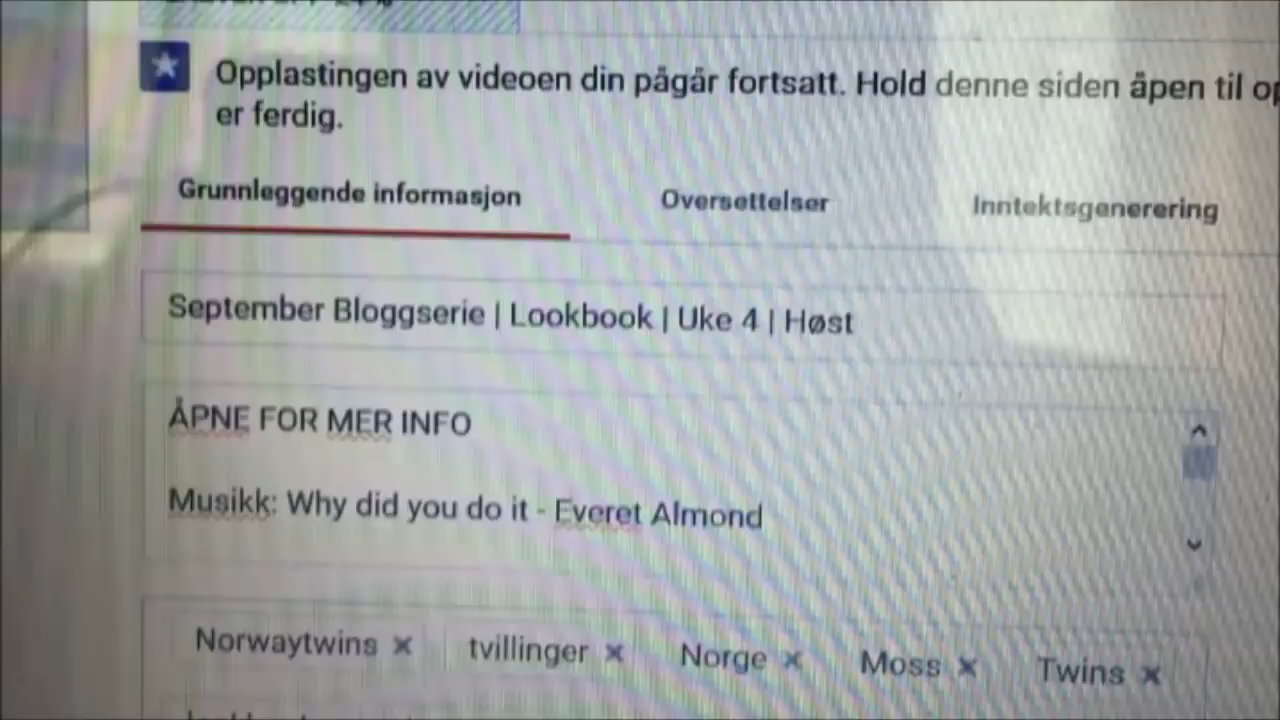 Opplastingen av videoen din pågår fortsatt. Hold denne siden åpen til op
er ferdig.
Grunnleggende informasjon Oversettelser Inntektsgenerering
September Bloggserie | Lookbook | Uke 4 | Høst
ÅPNE FOR MER INFO
Musikk: Why did you do it - Everet Almond
Norwaytwins × tvillinger × Norge × Moss × Twins ×